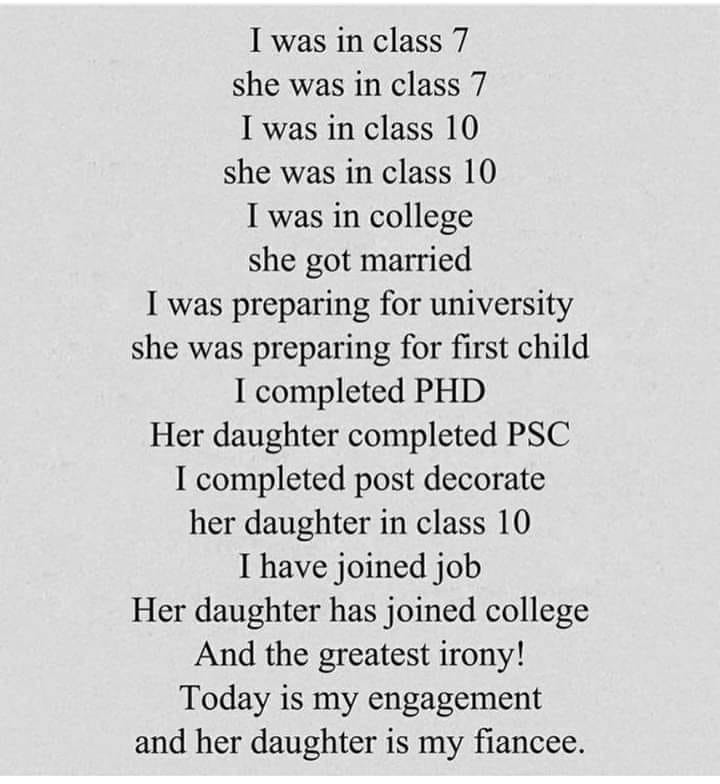 I was in class 7
she was in class 7
I was in class 10
she was in class 10
I was in college
she got married
I was preparing for university
she was preparing for first child
I completed PHD
Her daughter completed PSC
I completed post decorate
her daughter in class 10
I have joined job
Her daughter has joined college
And the greatest irony!
Today is my engagement
and her daughter is my fiancee.